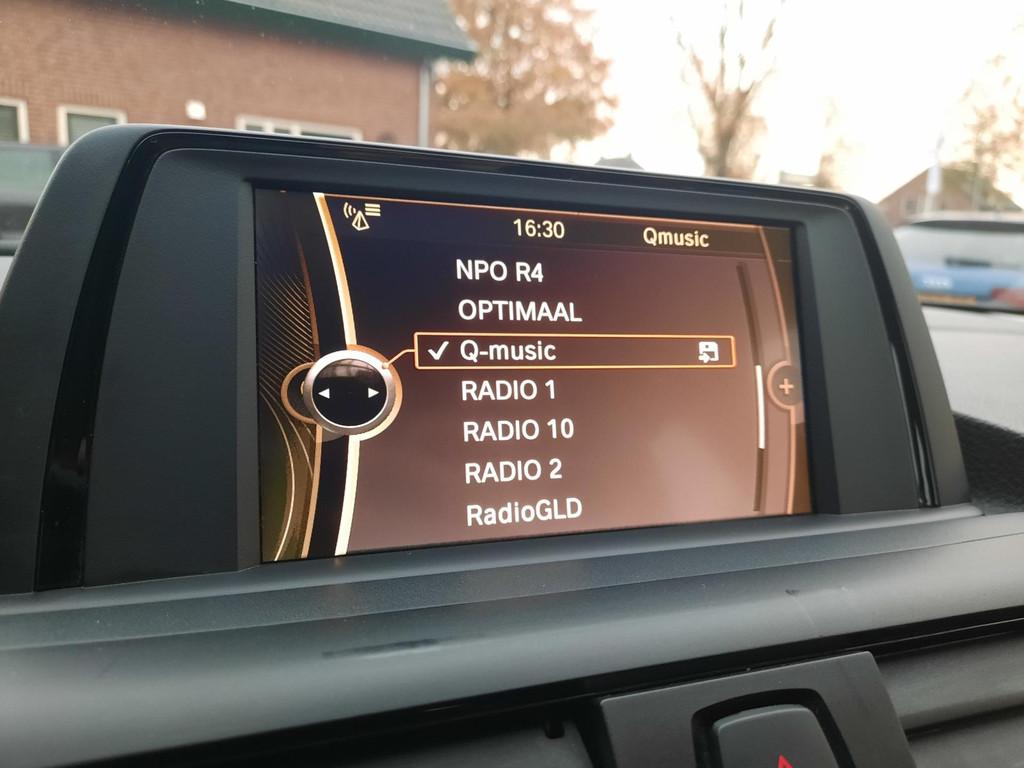 16:30
Qmusic
NPO R4
OPTIMAAL
Q-music
RADIO 1
RADIO 10
RADIO 2
RadioGLD